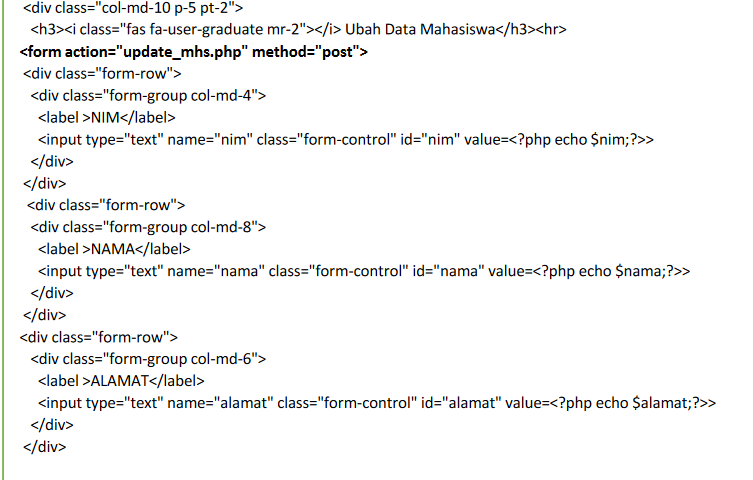 <div class="col-md-10 p-5 pt-2">
<h3><i class="fas fa-user-graduate mr-2"></i> Ubah Data Mahasiswa</h3><hr>
<form action="update_mhs.php" method="post">
<div class="form-row">
<div class="form-group col-md-4">
<label >NIM</label>
<input type="text" name="nim" class="form-control" id="nim" value=<?php echo $nim;?>>
</div>
</div>
<div class="form-row">
<div class="form-group col-md-8">
<label >NAMA</label>
<input type="text" name="nama" class="form-control" id="nama" value=<?php echo $nama;?>>
</div>
</div>
<div class="form-row">
<div class="form-group col-md-6">
<label >ALAMAT</label>
<input type="text" name="alamat" class="form-control" id="alamat" value=<?php echo $alamat;?>>
</div>
</div>